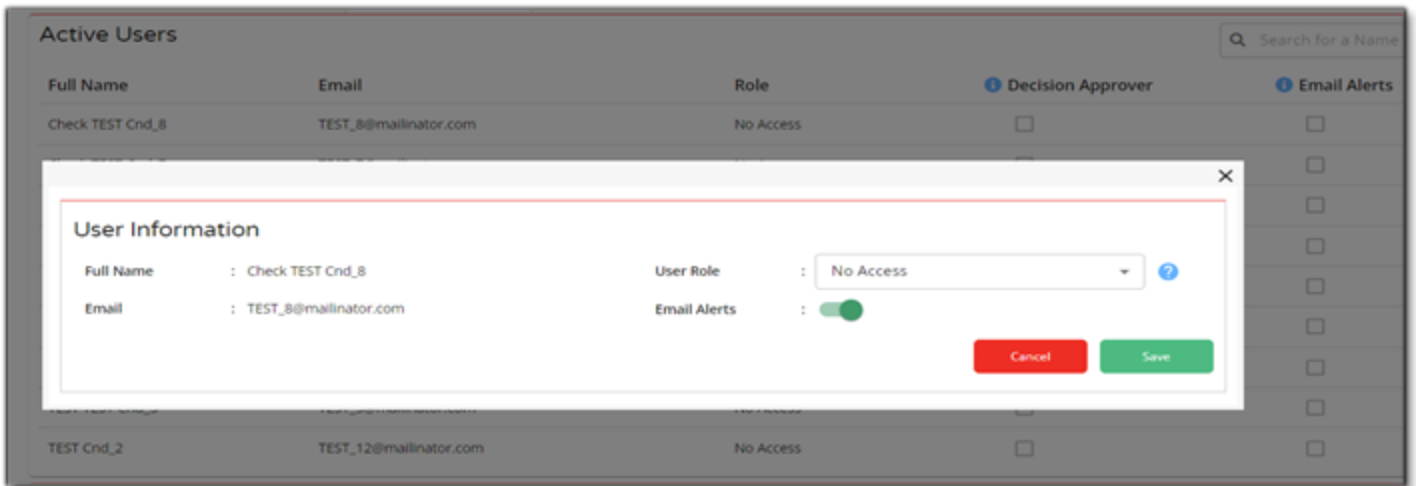 Active Users
Search for a Name
Full Name Email Role Decision Approver Email Alerts
Check TEST Cnd_8 TEST_8@mailinator.com No Access
User Information
Full Name : Check TEST Cnd_8 User Role : No Access ?
Email : TEST_8@mailinator.com Email Alerts :
Cancel Save
TEST Cnd_2 TEST_12@mailinator.com No Access